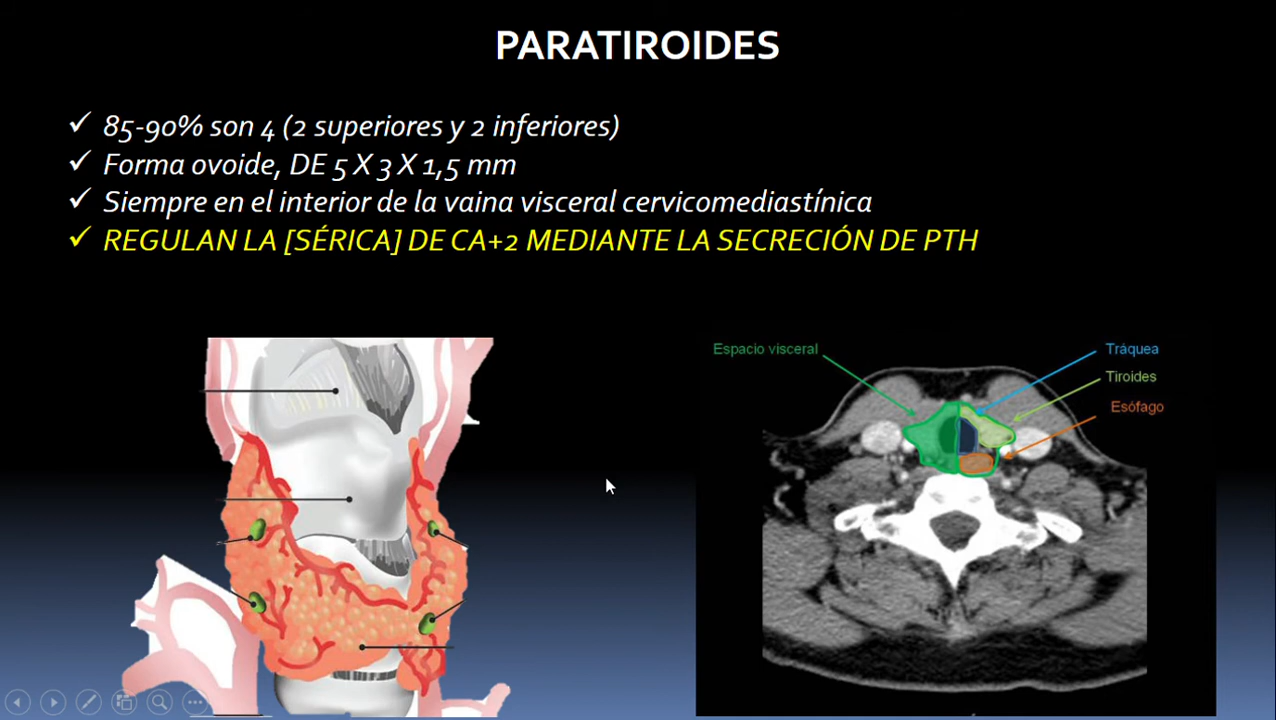 PARATIROIDES
85-90% son 4 (2 superiores y 2 inferiores)
Forma ovoide, DE 5 X 3 X 1,5 mm
Siempre en el interior de la vaina visceral cervicomediastínica
REGULAN LA [SÉRICA] DE CA+2 MEDIANTE LA SECRECIÓN DE PTH
Espacio visceral
Tráquea
Tiroides
Esófago